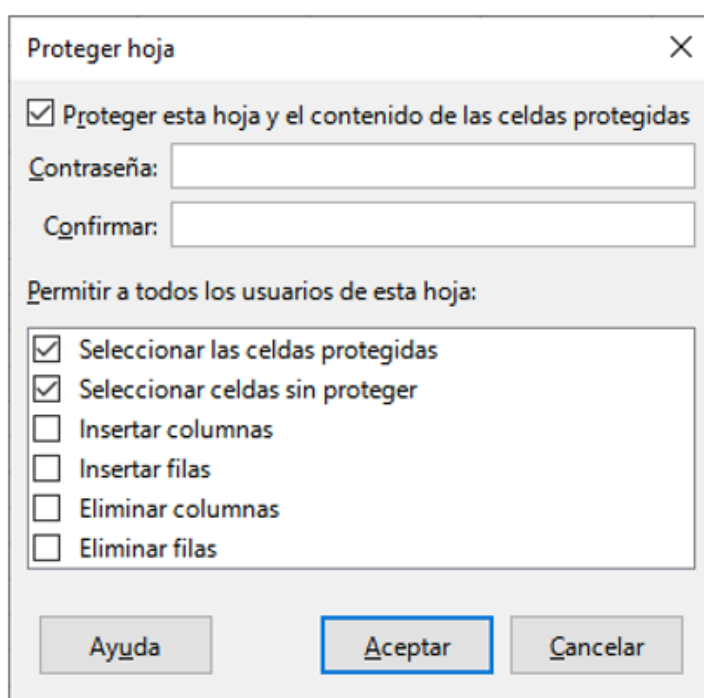 Proteger hoja
Proteger esta hoja y el contenido de las celdas protegidas
Contraseña:
Confirmar:
Permitir a todos los usuarios de esta hoja:
Seleccionar las celdas protegidas
Seleccionar celdas sin proteger
Insertar columnas
Insertar filas
Eliminar columnas
Eliminar filas
Ayuda Aceptar Cancelar